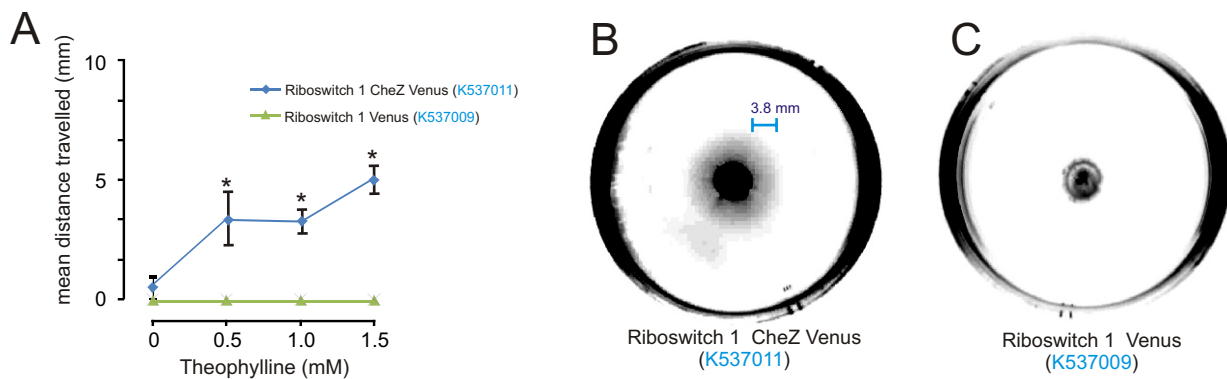 A
mean distance travelled (mm)
10
5
0
0
0.5
1.0
1.5
Theophylline (mM)
Riboswitch 1 CheZ Venus (K537011)
Riboswitch 1 Venus (K537009)
*
*
*
B
3.8 mm
Riboswitch 1 CheZ Venus
(K537011)
C
Riboswitch 1 Venus
(K537009)